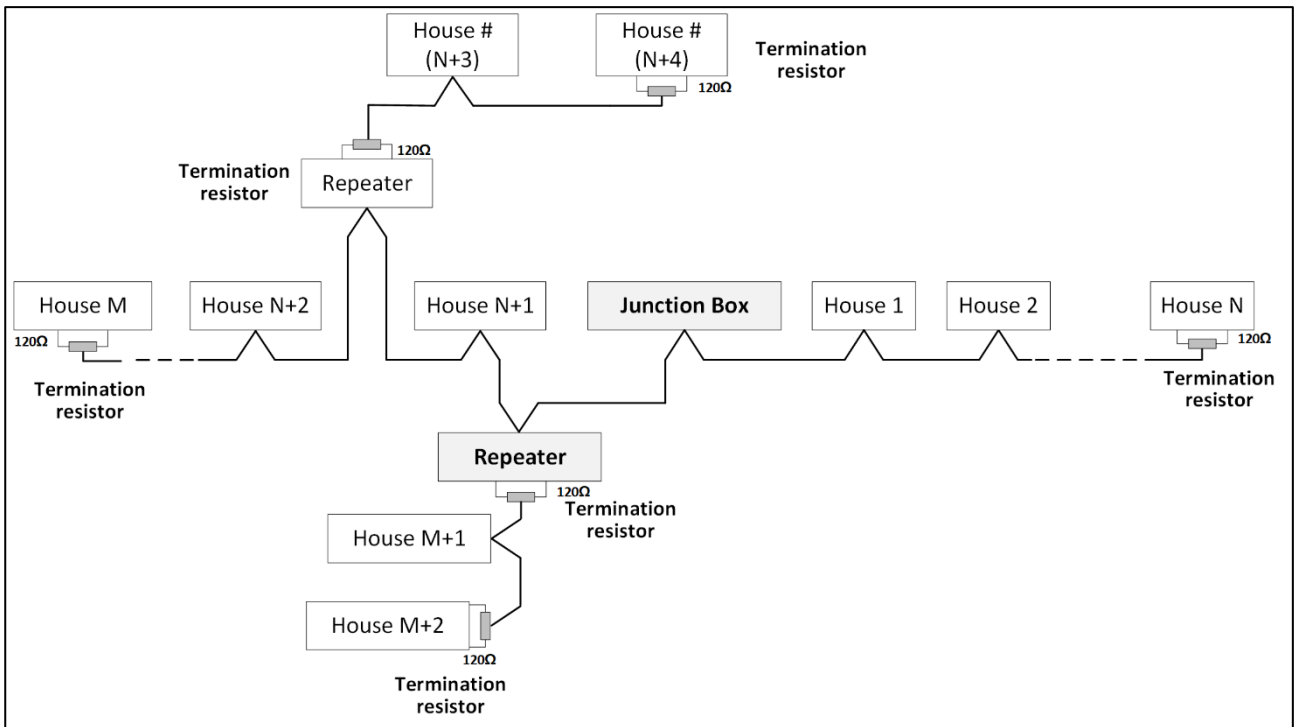 House #
(N+3)
House #
(N+4)
Termination
resistor
120Ω
120Ω
Termination
resistor
Repeater
House M
House N+2
House N+1
Junction Box
House 1
House 2
House N
120Ω
120Ω
Termination
resistor
Termination
resistor
Repeater
120Ω
Termination
resistor
House M+1
House M+2
120Ω
Termination
resistor